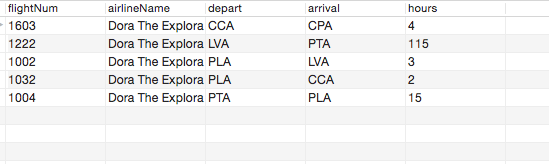 flightNum airlineName depart arrival hours
1603 Dora The Explora CCA CPA 4
1222 Dora The Explora LVA PTA 115
1002 Dora The Explora PLA LVA 3
1032 Dora The Explora PLA CCA 2
1004 Dora The Explora PTA PLA 15